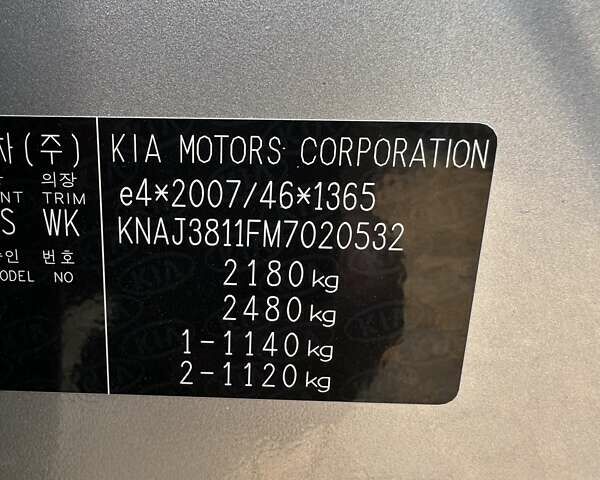 차(주)
의장
NT TRIM
S WK
인 번호
ODEL NO
KIA MOTORS CORPORATION
e4*2007/46*1365
KNAJ3811FM7020532
2180kg
2480kg
1-1140kg
2-1120kg